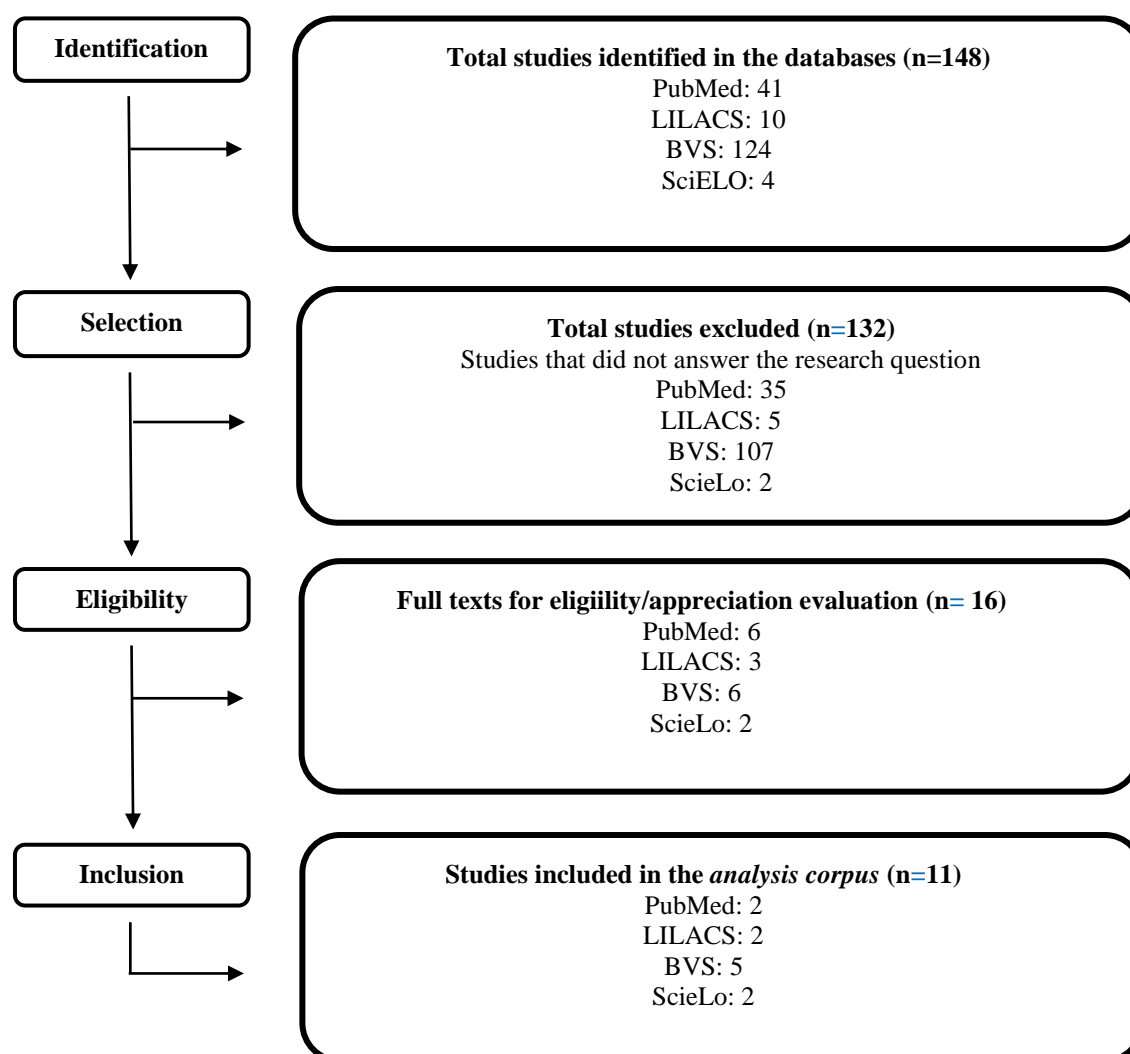 Identification
Total studies identified in the databases (n=148)
PubMed: 41
LILACS: 10
BVS: 124
SciELO: 4
Selection
Total studies excluded (n=132)
Studies that did not answer the research question
PubMed: 35
LILACS: 5
BVS: 107
ScieLo: 2
Eligibility
Full texts for eligiility/appreciation evaluation (n= 16)
PubMed: 6
LILACS: 3
BVS: 6
ScieLo: 2
Inclusion
Studies included in the analysis corpus (n=11)
PubMed: 2
LILACS: 2
BVS: 5
ScieLo: 2